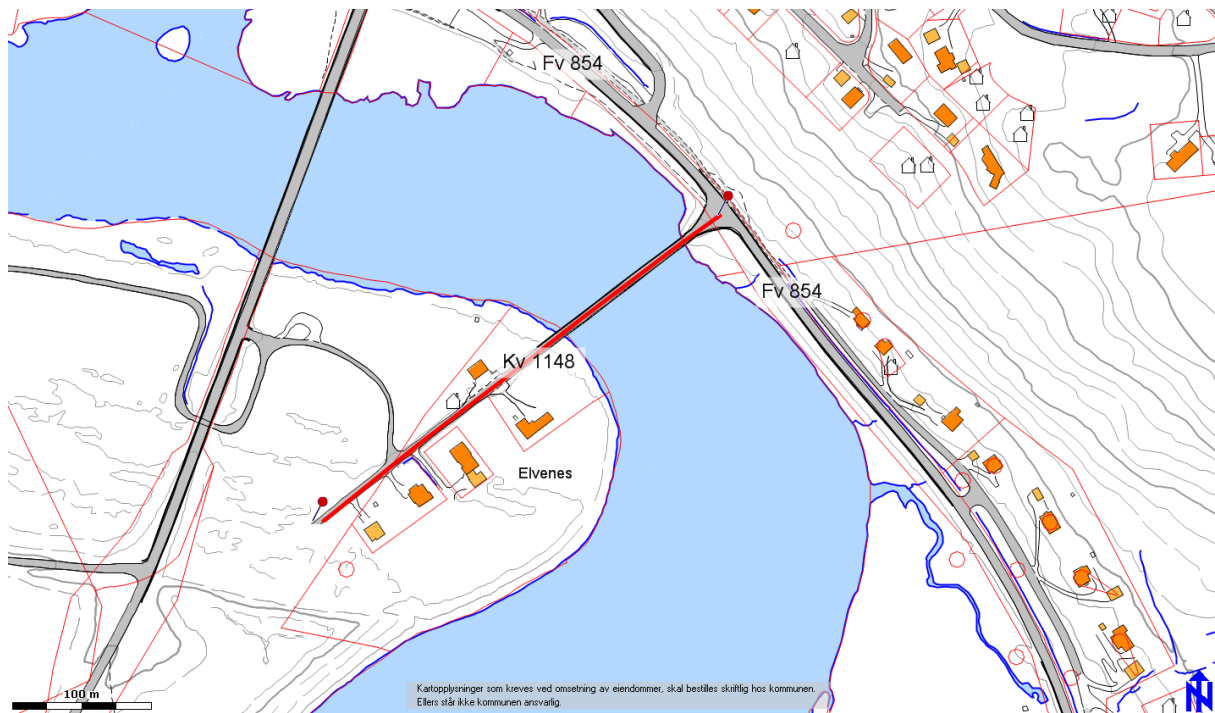 Fv 854
Fv 854
Kv 1148
Elvenes
100 m
Kartopplysninger som kreves ved omsetning av eiendommer, skal bestilles skriftlig hos kommunen.
Ellers står ikke kommunen ansvarlig.
N